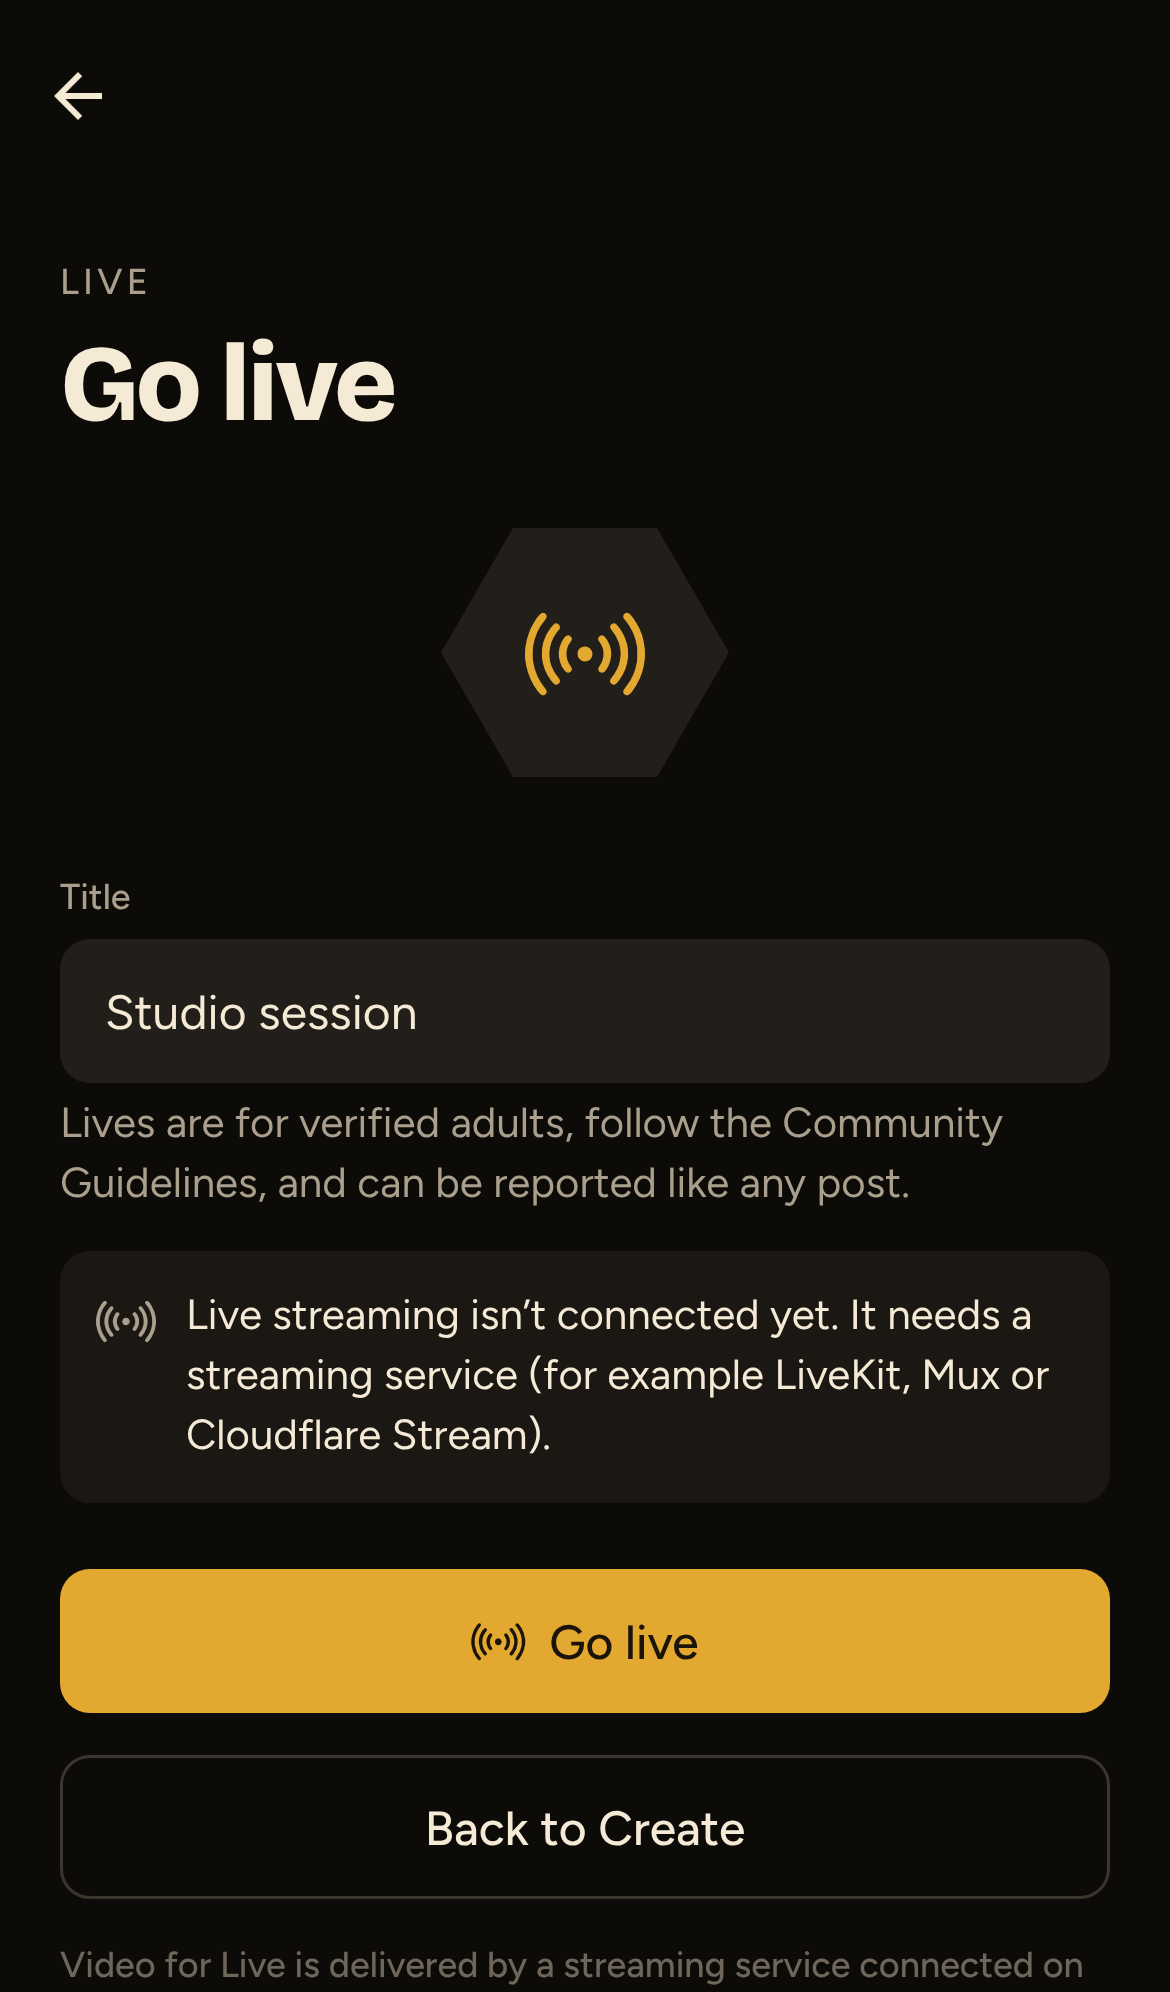 LIVE
Go live
Title
Studio session
Lives are for verified adults, follow the Community
Guidelines, and can be reported like any post.
Live streaming isn’t connected yet. It needs a
streaming service (for example LiveKit, Mux or
Cloudflare Stream).
Go live
Back to Create
Video for Live is delivered by a streaming service connected on